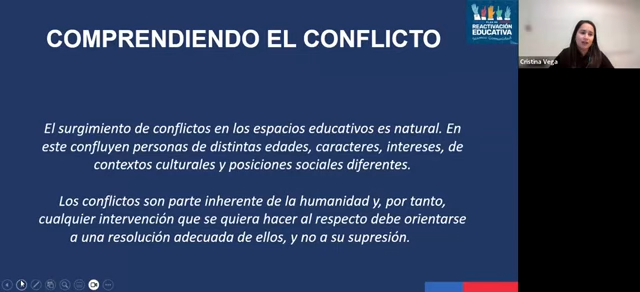 COMPRENDIENDO EL CONFLICTO
REACTIVACIÓN
EDUCATIVA
Cristina Vega
El surgimiento de conflictos en los espacios educativos es natural. En
este confluyen personas de distintas edades, caracteres, intereses, de
contextos culturales y posiciones sociales diferentes.
Los conflictos son parte inherente de la humanidad y, por tanto,
cualquier intervención que se quiera hacer al respecto debe orientarse
a una resolución adecuada de ellos, y no a su supresión.